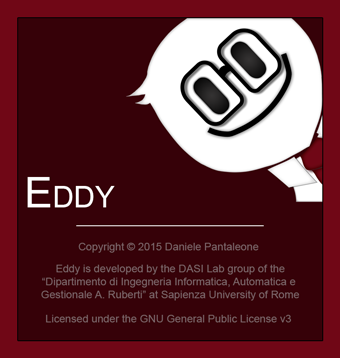 EDDY
Copyright © 2015 Daniele Pantaleone
Eddy is developed by the DASI Lab group of the
“Dipartimento di Ingegneria Informatica, Automatica e
Gestionale A. Ruberti” at Sapienza University of Rome
Licensed under the GNU General Public License v3